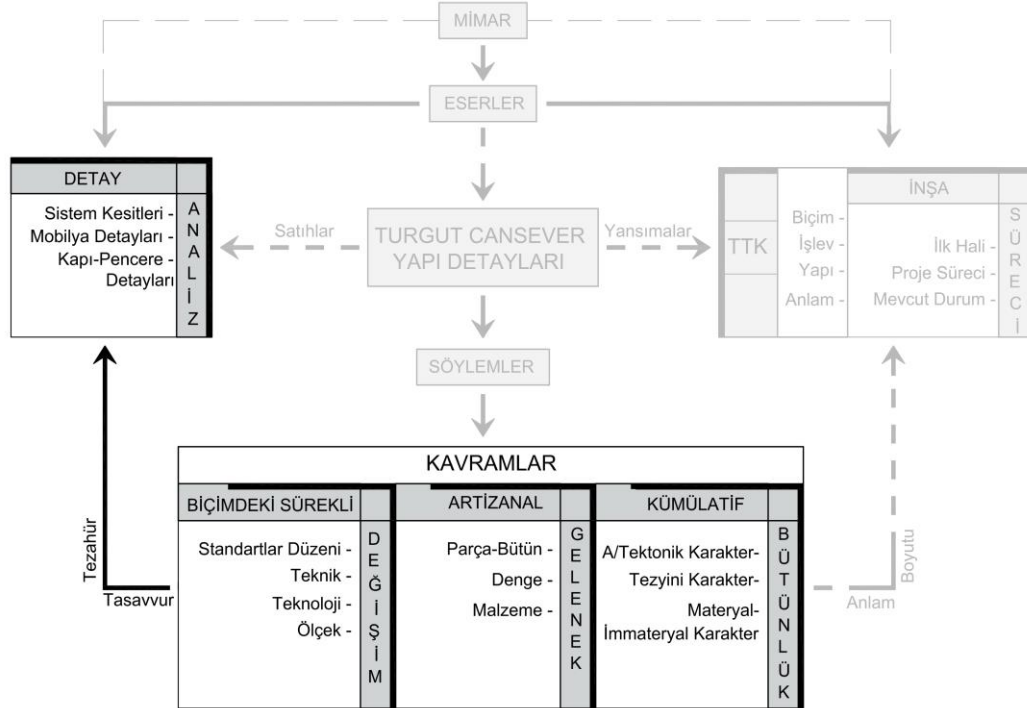 MİMAR
ESERLER
DETAY
Sistem Kesitleri -
Mobilya Detayları -
Kapı-Pencere -
Detayları
ANALİZ
Satıhlar
TURGUT CANSEVER
YAPI DETAYLARI
Yansımalar
TTK
Biçim -
İşlev -
Yapı -
Anlam -
İNŞA
İlk Hali -
Proje Süreci -
Mevcut Durum -
SÜRECİ
SÖYLEMLER
KAVRAMLAR
BİÇİMDEKİ SÜREKLİ
Standartlar Düzeni -
Teknik -
Teknoloji -
Ölçek -
DEĞİŞİM
ARTİZANAL
Parça-Bütün -
Denge -
Malzeme -
GELENEK
KÜMÜLATİF
A/Tektonik Karakter-
Tezyini Karakter-
Materyal-
İmmateryal Karakter
BÜTÜNLÜK
Tezahür
Tasavvur
Boyutu
Anlam